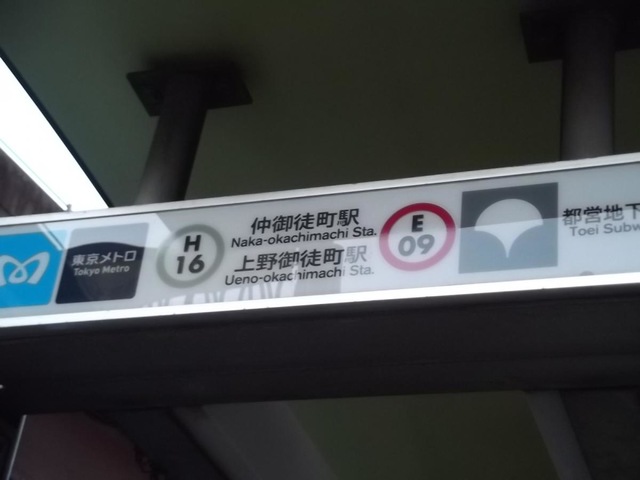 東京メトロ
Tokyo Metro
H
16
仲御徒町駅
Naka-okachimachi Sta.
上野御徒町駅
Ueno-okachimachi Sta.
E
09
都営地下
Toei Subw